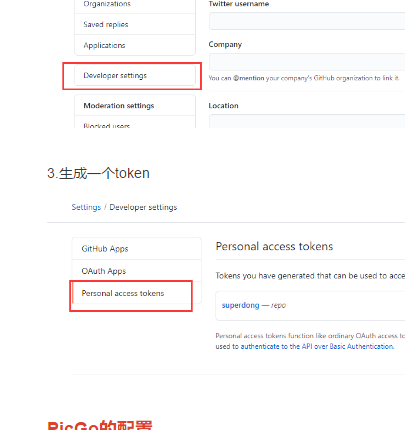 Organizations
Twitter username
Saved replies
Applications
Company
Developer settings
You can @mention your company's GitHub organization to link it.
Moderation settings
Location
Blocked users
3.生成一个token
Settings / Developer settings
GitHub Apps
Personal access tokens
OAuth Apps
Tokens you have generated that can be used to acce
Personal access tokens
superdong — repo
Personal access tokens function like ordinary OAuth access to
used to authenticate to the API over Basic Authentication.
PicGo的配置